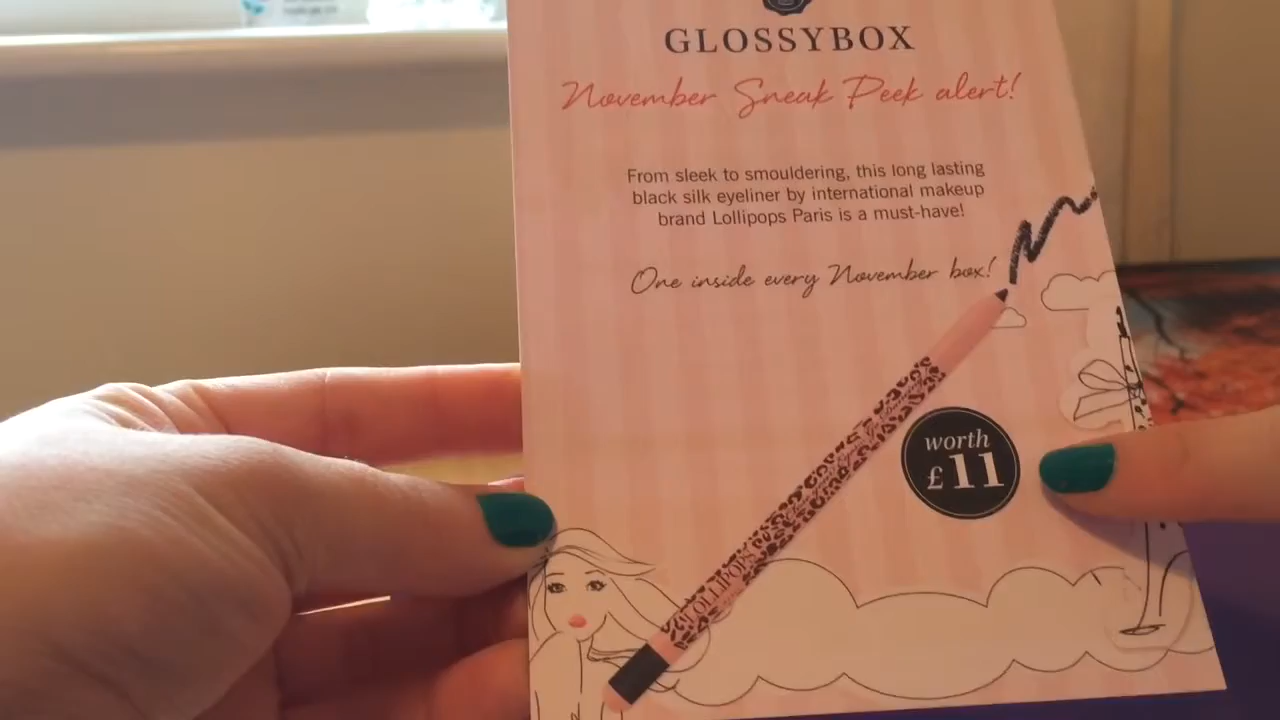 GLOSSYBOX
November Sneak Peek alert!
From sleek to smouldering, this long lasting
black silk eyeliner by international makeup
brand Lollipops Paris is a must-have!
One inside every November box!
worth
£11
LOLLIPOPS